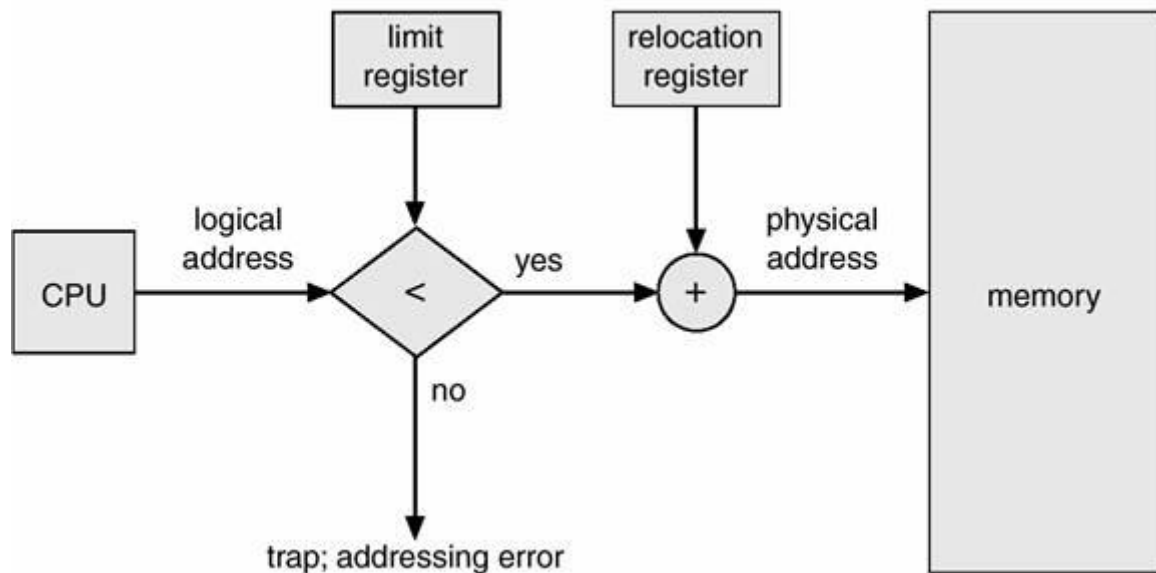 limit
register
relocation
register
logical
address
physical
address
CPU
<
yes
+
memory
no
trap; addressing error